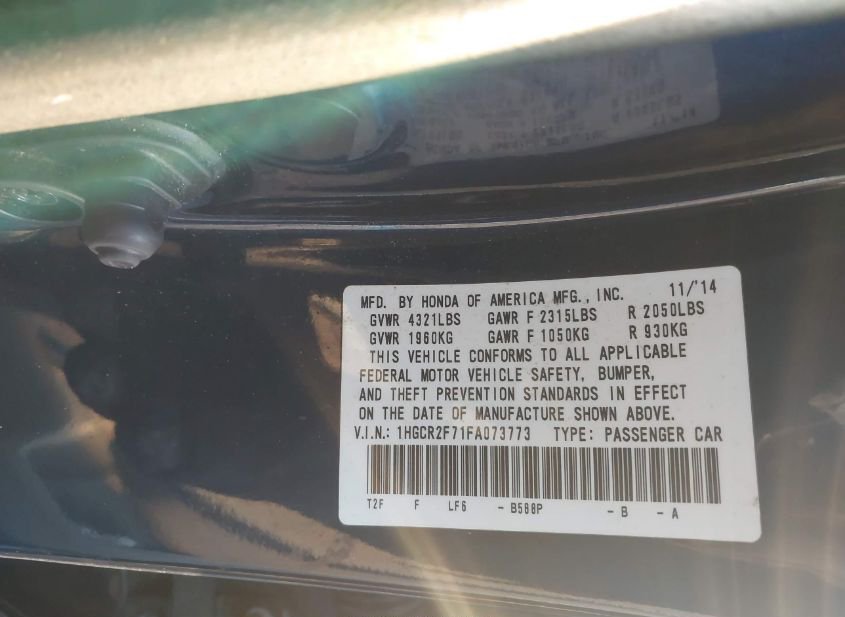 MFD. BY HONDA OF AMERICA MFG., INC. 11/'14
GVWR 4321LBS GAWR F 2315LBS R 2050LBS
GVWR 1960KG GAWR F 1050KG R 930KG
THIS VEHICLE CONFORMS TO ALL APPLICABLE
FEDERAL MOTOR VEHICLE SAFETY, BUMPER,
AND THEFT PREVENTION STANDARDS IN EFFECT
ON THE DATE OF MANUFACTURE SHOWN ABOVE.
V.I.N.: 1HGCR2F71FA073773 TYPE: PASSENGER CAR
T2F F LF6 - B588P - B - A